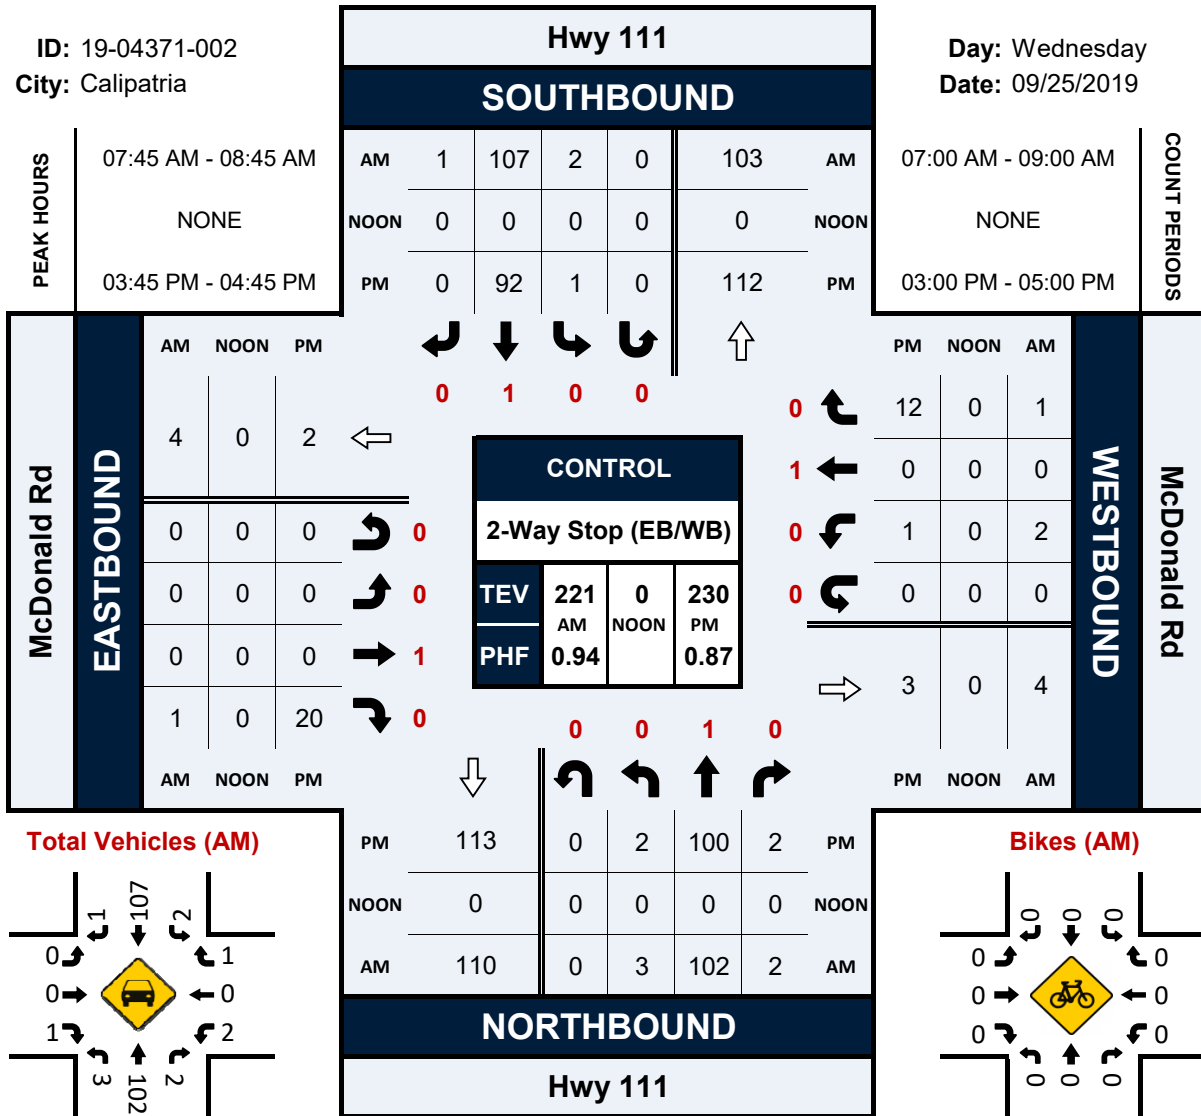 ID: 19-04371-002
City: Calipatria
Hwy 111
SOUTHBOUND
Day: Wednesday
Date: 09/25/2019
PEAK HOURS
07:45 AM - 08:45 AM
NONE
03:45 PM - 04:45 PM
AM 1 107 2 0 103 AM
NOON 0 0 0 0 0 NOON
PM 0 92 1 0 112 PM
07:00 AM - 09:00 AM
NONE
03:00 PM - 05:00 PM
COUNT PERIODS
0 1 0 0
McDonald Rd
EASTBOUND
AM NOON PM
4 0 2
0 0 0 0
0 0 0 0
0 0 0 1
1 0 20 0
AM NOON PM
CONTROL
2-Way Stop (EB/WB)
TEV 221 0 230
AM NOON PM
PHF 0.94 0.87
PM NOON AM
0 12 0 1
1 0 0 0
0 1 0 2
0 0 0 0
3 0 4
PM NOON AM
WESTBOUND
McDonald Rd
0 0 1 0
PM 113 0 2 100 2 PM
NOON 0 0 0 0 0 NOON
AM 110 0 3 102 2 AM
NORTHBOUND
Hwy 111
Total Vehicles (AM)
1 107 2
0 1
0 0
1 2
3 102 2
Bikes (AM)
0 0 0
0 0
0 0
0 0
0 0 0